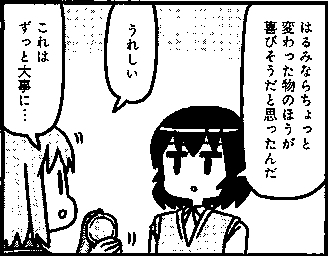 はるみならちょっと
変わった物のほうが
喜びそうだと思ったんだ
うれしい
これは
ずっと大事に…